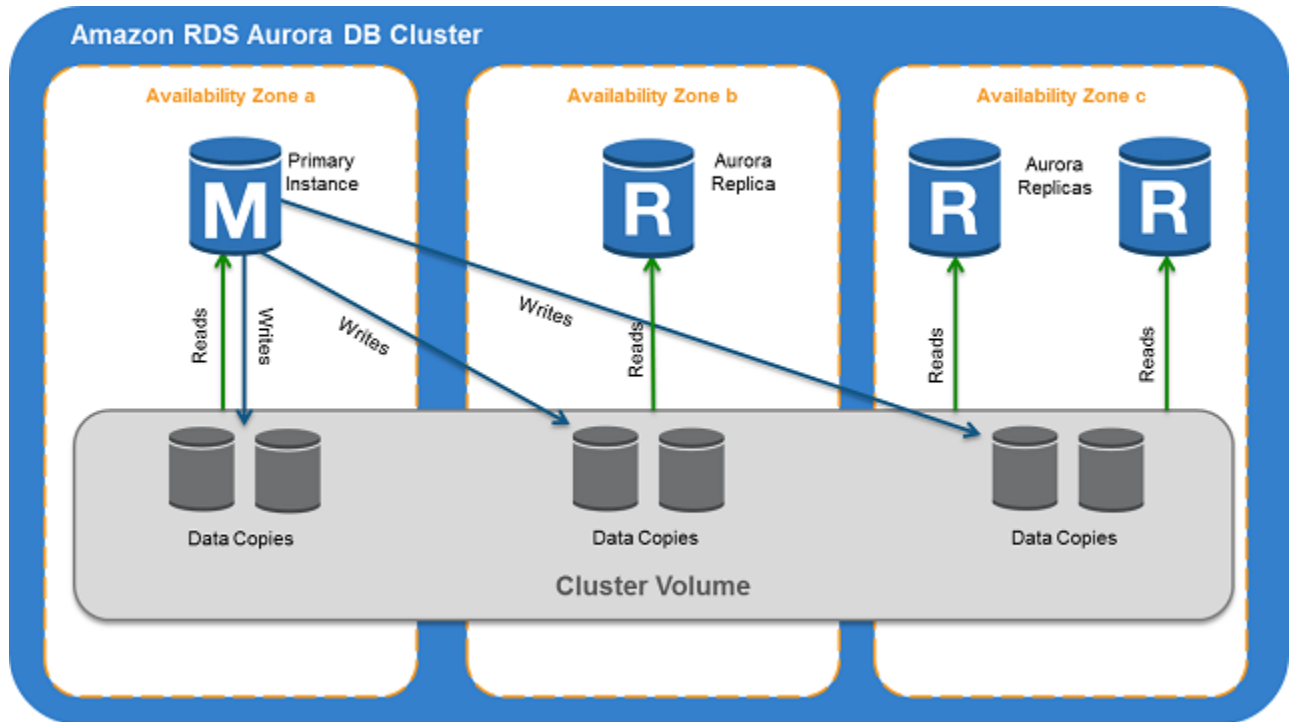 Amazon RDS Aurora DB Cluster
Availability Zone a
Availability Zone b
Availability Zone c
M
Primary
Instance
R
Aurora
Replica
R
Aurora
Replicas
R
Reads
Writes
Writes
Writes
Reads
Reads
Reads
Data Copies
Data Copies
Data Copies
Cluster Volume